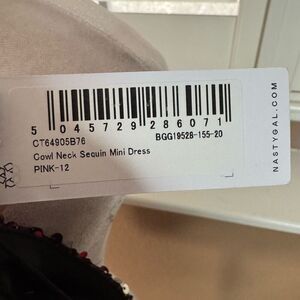 5 045729 286071
CT64905B76
BGG19528-155-20
Cowl Neck Sequin Mini Dress
PINK-12
NASTYGAL.COM